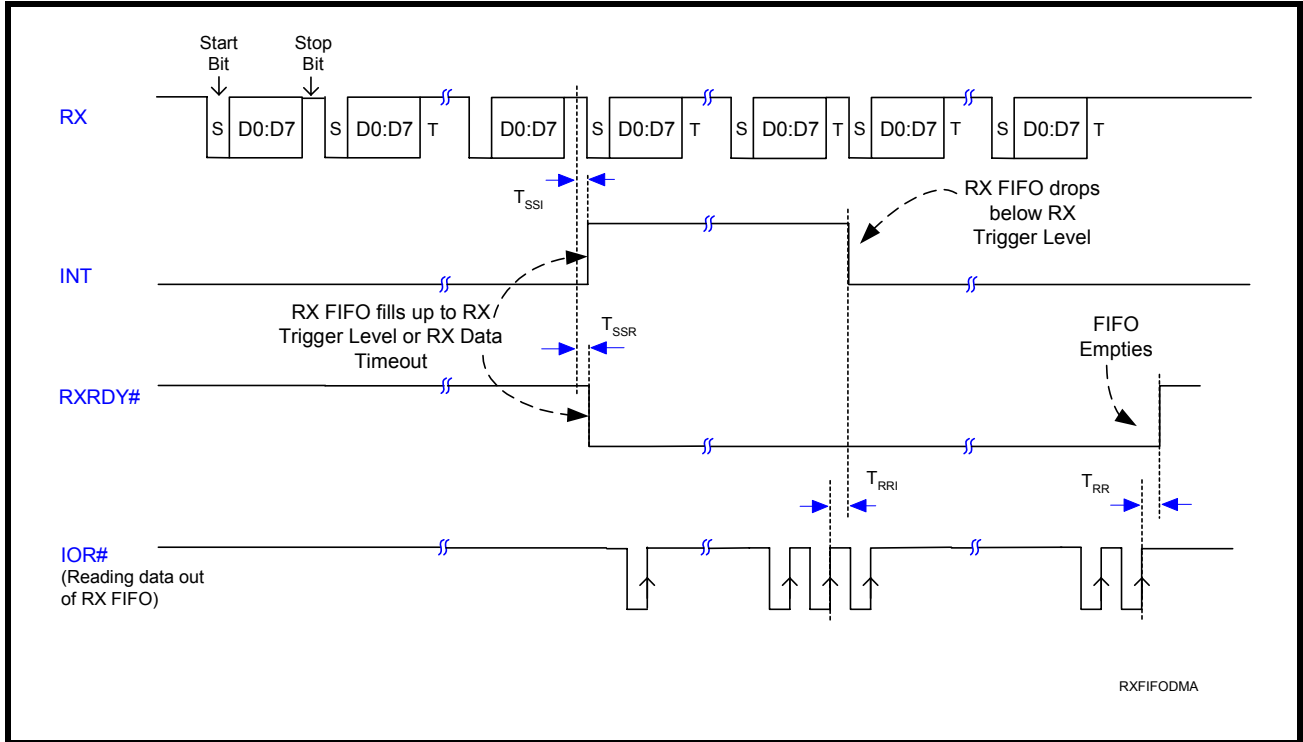 Start
Bit
Stop
Bit
RX
S D0:D7 S D0:D7 T D0:D7 S D0:D7 T S D0:D7 T S D0:D7 T S D0:D7 T
TSSI
RX FIFO drops
below RX
Trigger Level
INT
RX FIFO fills up to RX
Trigger Level or RX Data
Timeout
TSSR
FIFO
Empties
RXRDY#
TRRI
TRR
IOR#
(Reading data out
of RX FIFO)
RXFIFODMA